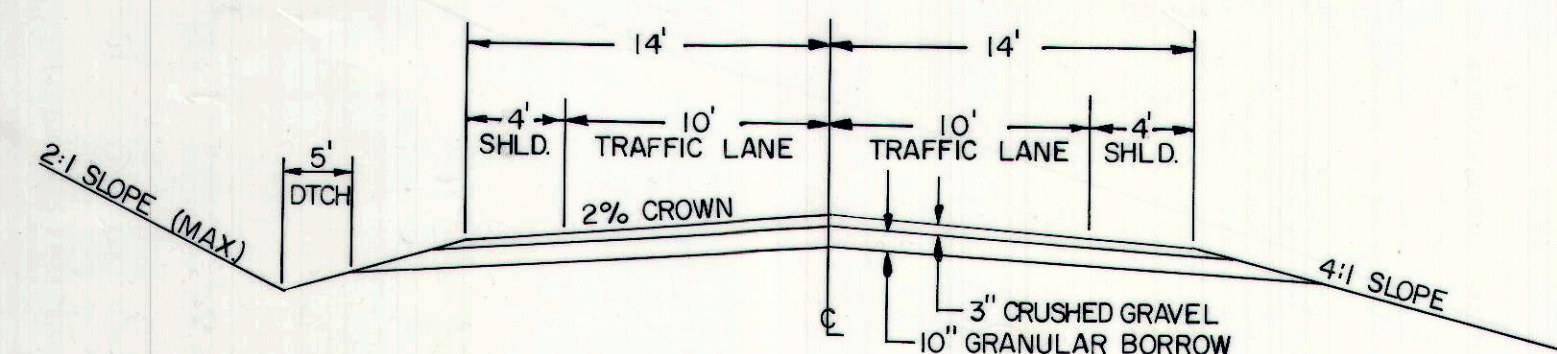 14' 14'
4' 10' 10' 4'
SHLD. TRAFFIC LANE TRAFFIC LANE SHLD.
5'
DTCH
2:1 SLOPE (MAX.)
2% CROWN
4:1 SLOPE
℄
3" CRUSHED GRAVEL
10" GRANULAR BORROW